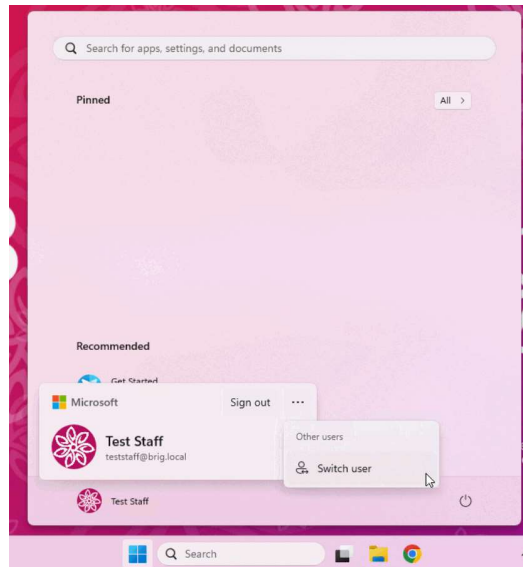 Search for apps, settings, and documents
Pinned
All >
Recommended
Get Started
Microsoft
Sign out
...
Test Staff
teststaff@brig.local
Other users
Switch user
Test Staff
Search